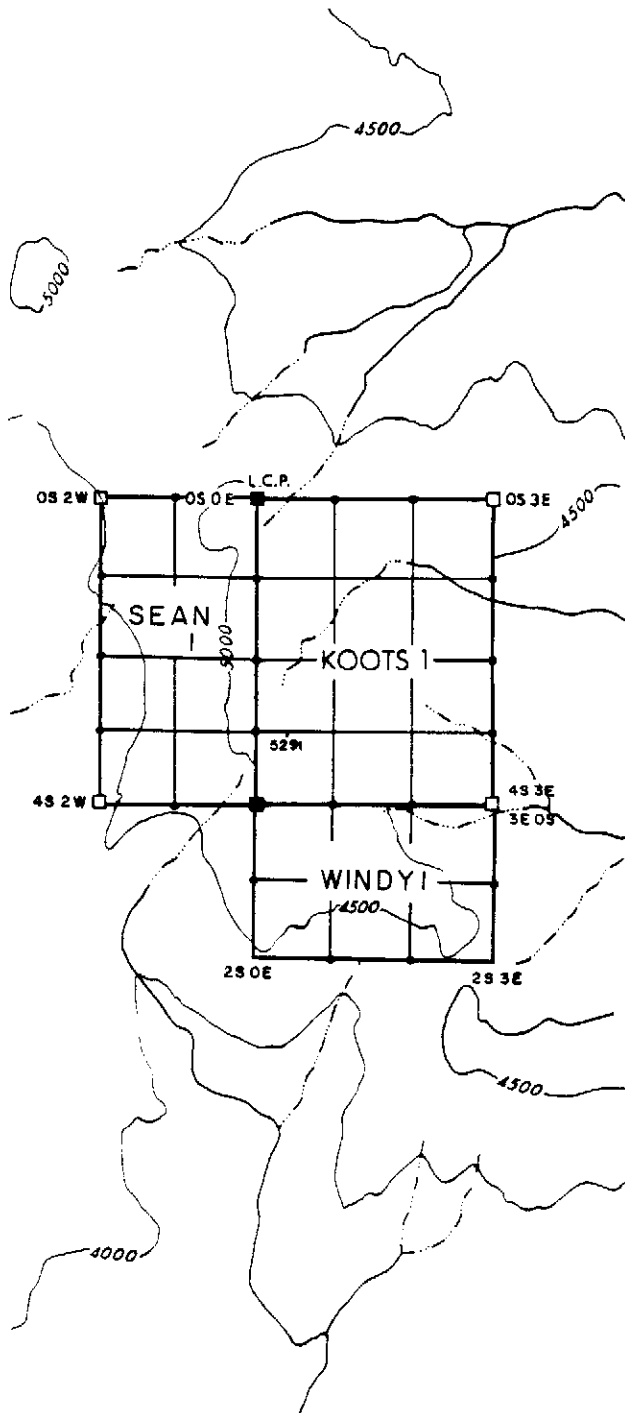 4500
5000
L.C.P.
0S 2W
0S 0E
0S 3E
4500
SEAN
1
5000
KOOTS 1
5291
4S 2W
4S 3E
3E 0S
WINDY 1
4500
2S 0E
2S 3E
4500
4000